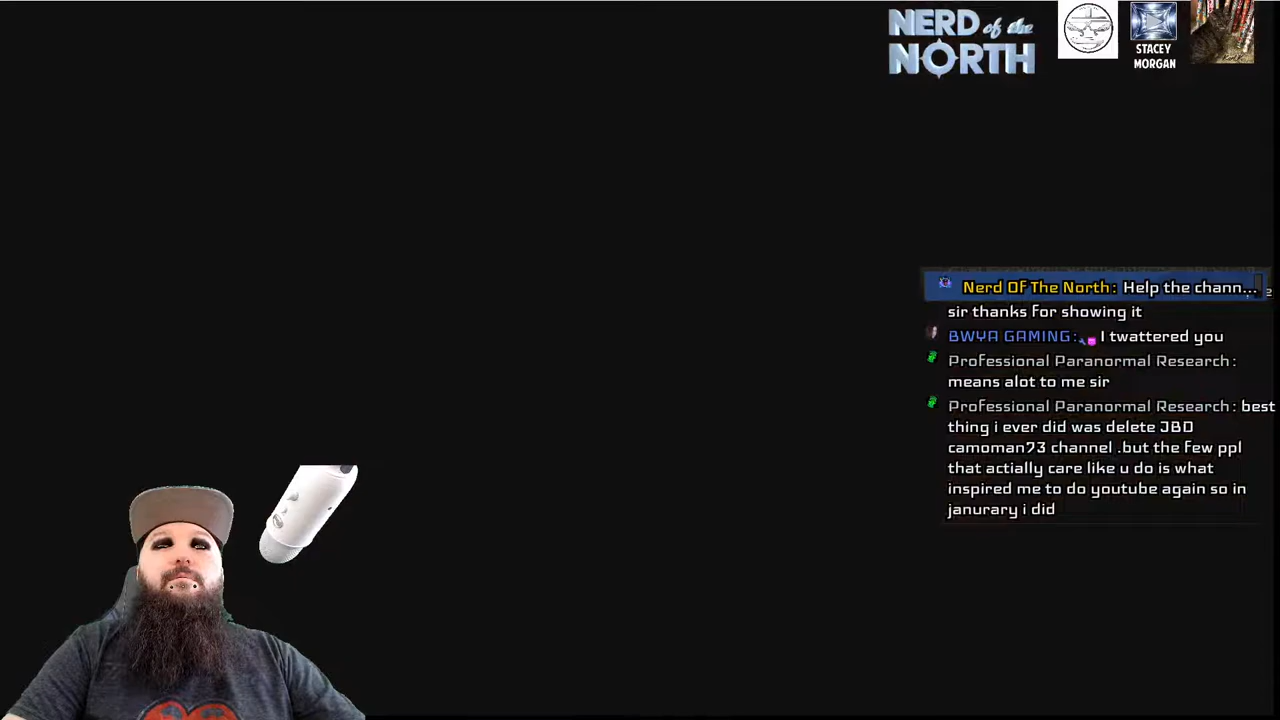 NERD of the
NORTH
STACEY
MORGAN
Nerd Of The North: Help the chann...
sir thanks for showing it
BWYA GAMING: I twattered you
Professional Paranormal Research:
means alot to me sir
Professional Paranormal Research: best
thing i ever did was delete JBD
camoman73 channel .but the few ppl
that actially care like u do is what
inspired me to do youtube again so in
janurary i did